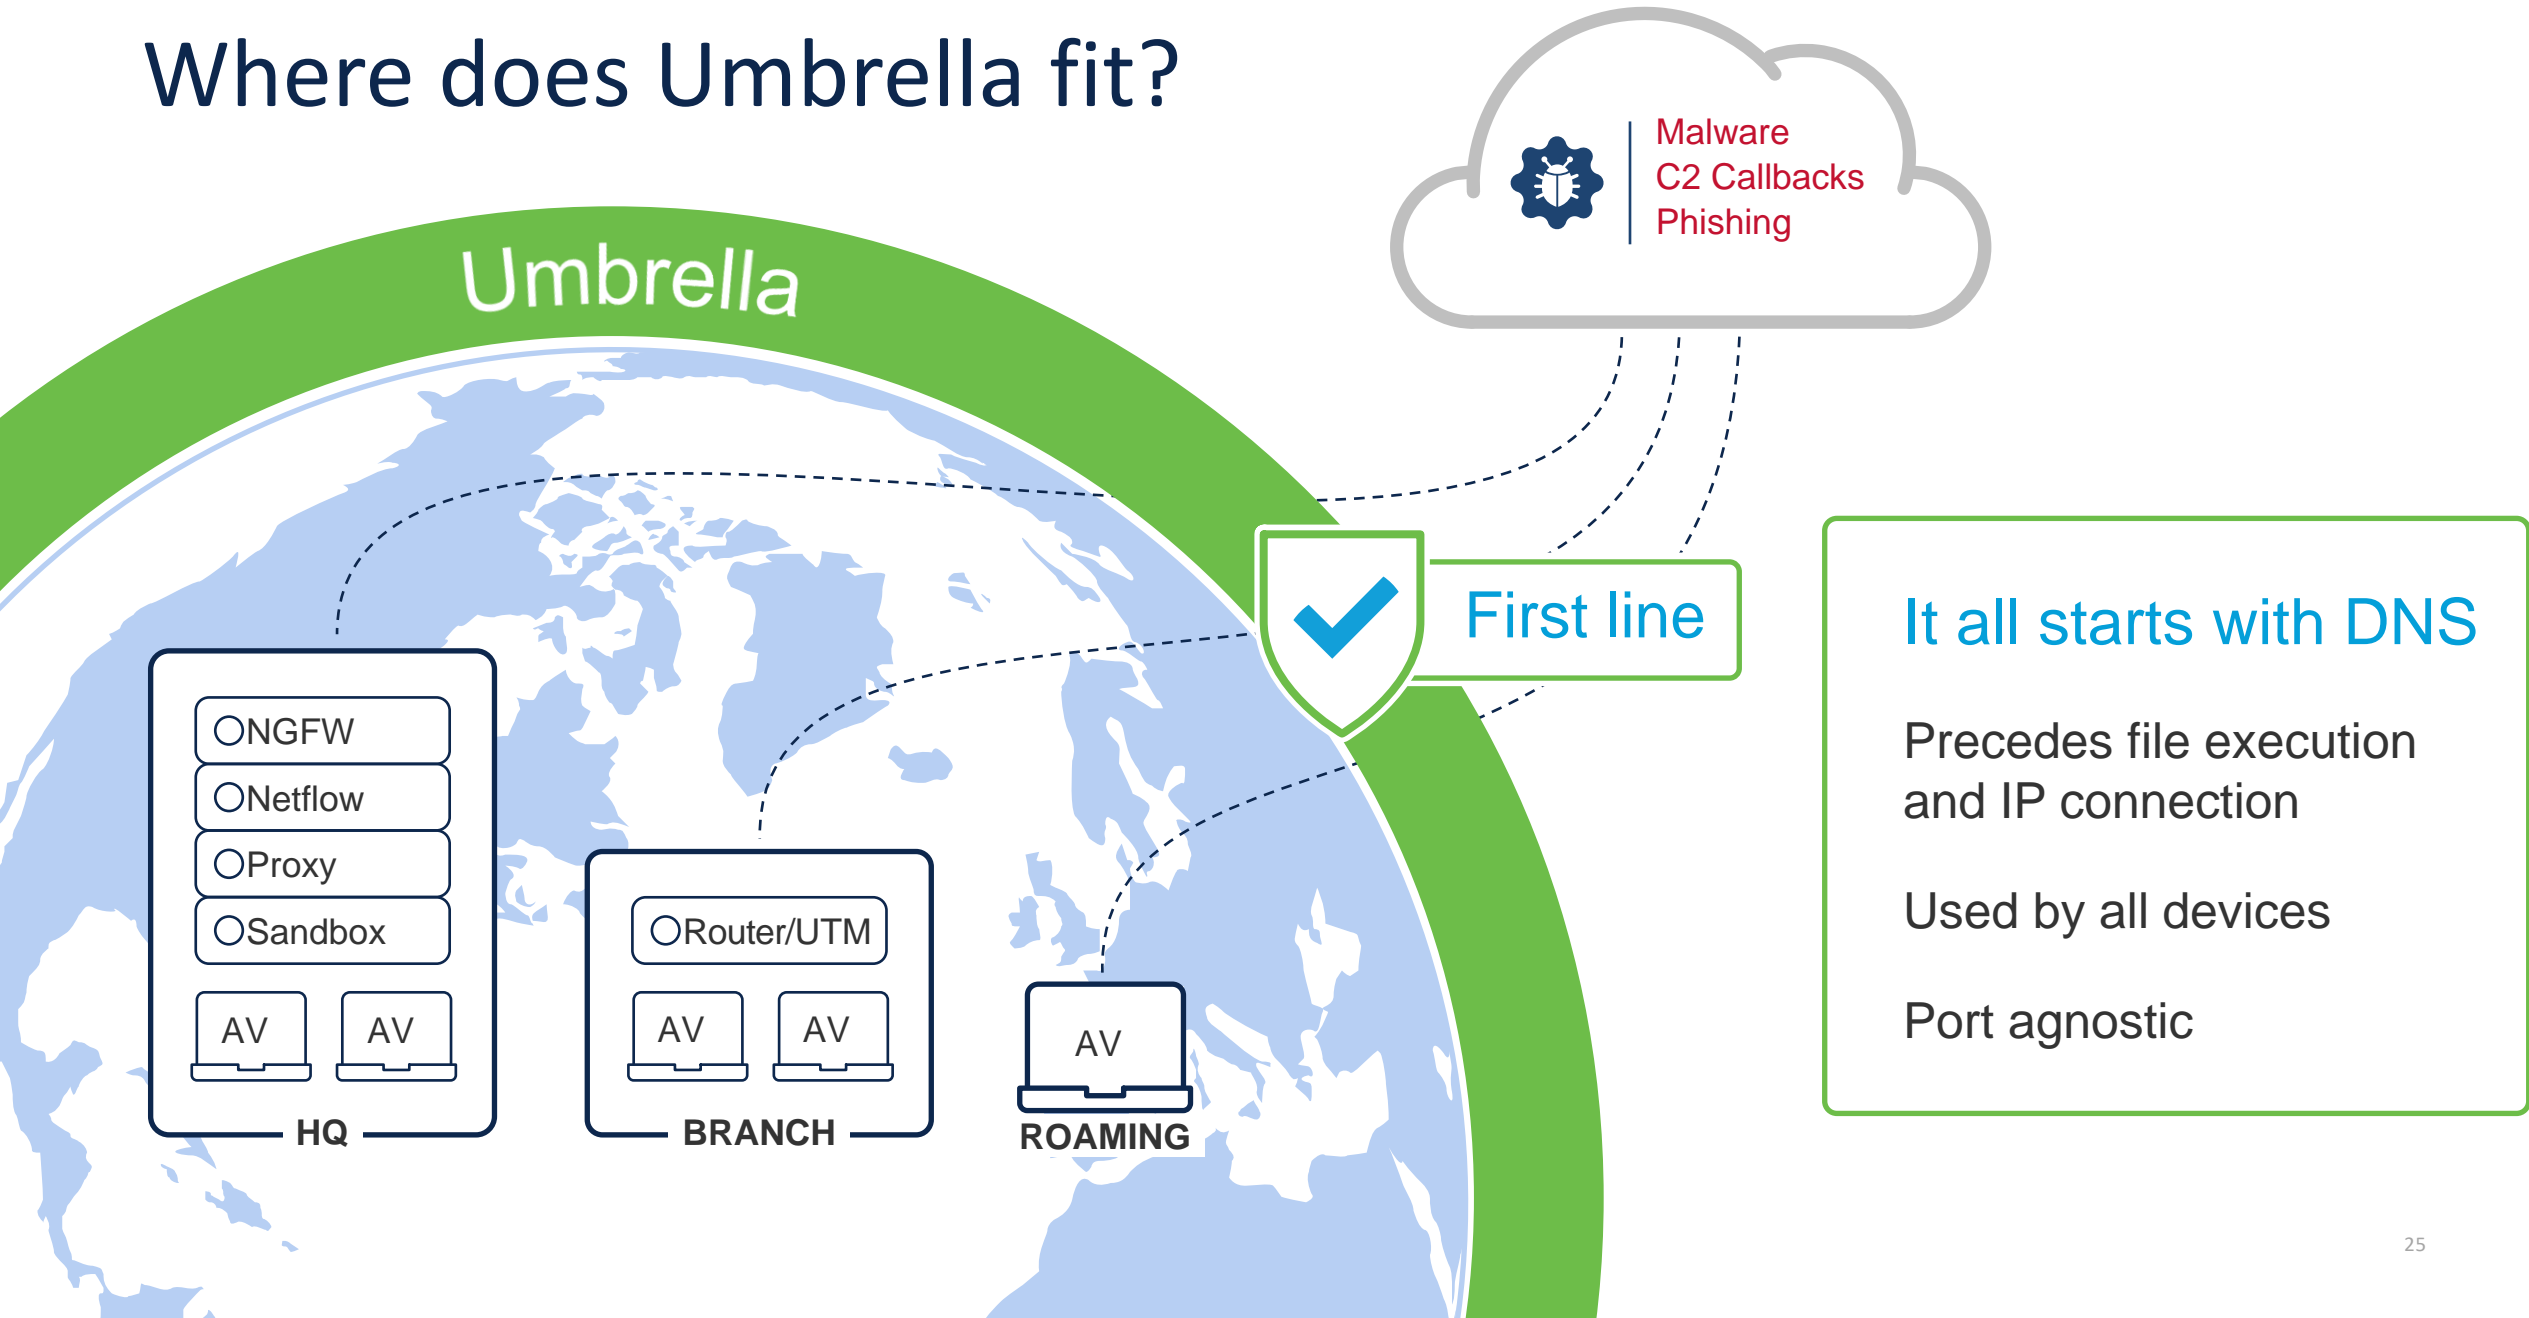 Where does Umbrella fit?
Malware
C2 Callbacks
Phishing
Umbrella
First line
It all starts with DNS
Precedes file execution
and IP connection
Used by all devices
Port agnostic
NGFW
Netflow
Proxy
Sandbox
AV AV
HQ
Router/UTM
AV AV
BRANCH
AV
ROAMING
25